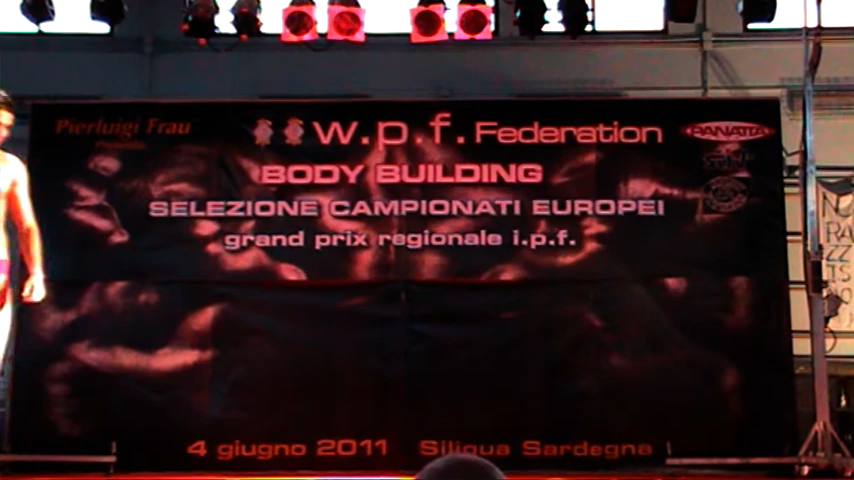 Pierluigi Frau
w.p.f. Federation
PANATTA
BODY BUILDING
SELEZIONE CAMPIONATI EUROPEI
grand prix regionale i.p.f.
4 giugno 2011 Siliqua Sardegna